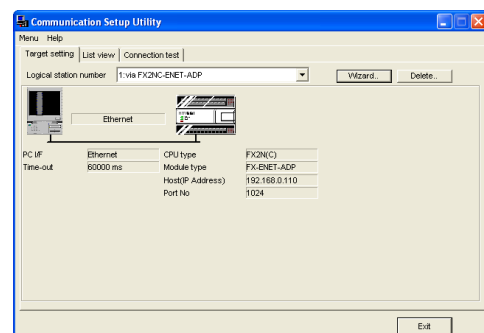 Communication Setup Utility
Menu Help
Target setting List view Connection test
Logical station number 1:via FX2NC-ENET-ADP Wizard.. Delete..
Ethernet
PC I/F Ethernet CPU type FX2N(C)
Time-out 60000 ms Module type FX-ENET-ADP
Host(IP Address) 192.168.0.110
Port No 1024
Exit